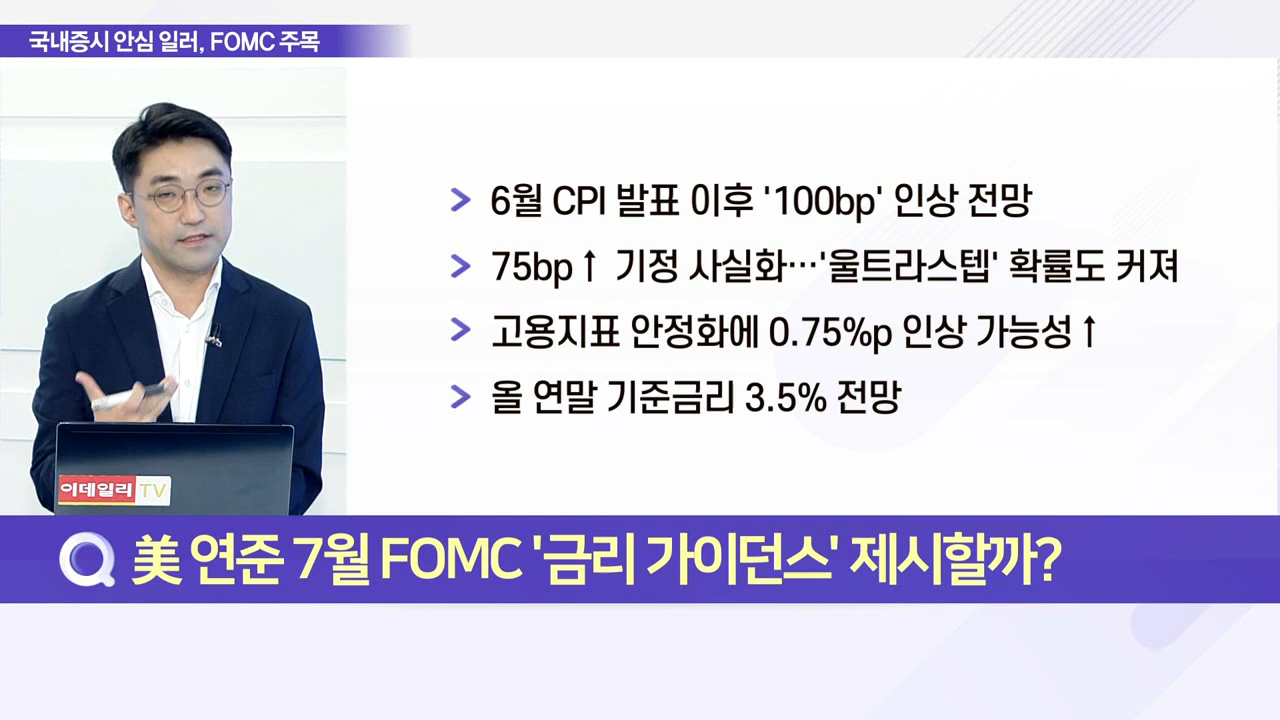 국내증시 안심 일러, FOMC 주목
> 6월 CPI 발표 이후 '100bp' 인상 전망
> 75bp↑ 기정 사실화…'울트라스텝' 확률도 커져
> 고용지표 안정화에 0.75%p 인상 가능성↑
> 올 연말 기준금리 3.5% 전망
이데일리TV
美 연준 7월 FOMC '금리 가이던스' 제시할까?